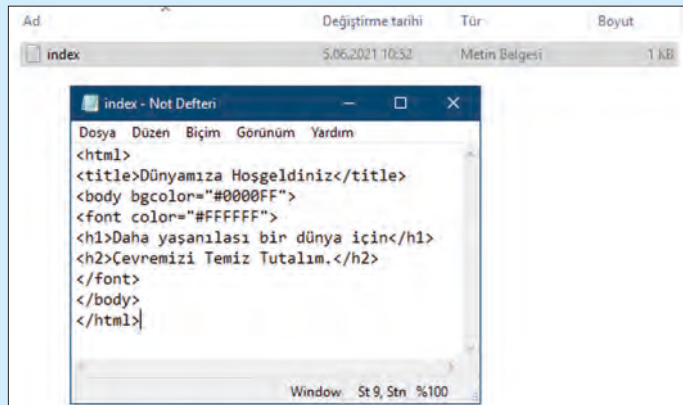 Ad Değiştirme tarihi Tür Boyut
index 5.06.2021 10:52 Metin Belgesi 1 KB
index - Not Defteri
Dosya Düzen Biçim Görünüm Yardım
<html>
<title>Dünyamıza Hoşgeldiniz</title>
<body bgcolor="#0000FF">
<font color="#FFFFFF">
<h1>Daha yaşanılası bir dünya için</h1>
<h2>Çevremizi Temiz Tutalım.</h2>
</font>
</body>
</html>
Window St 9, Stn %100